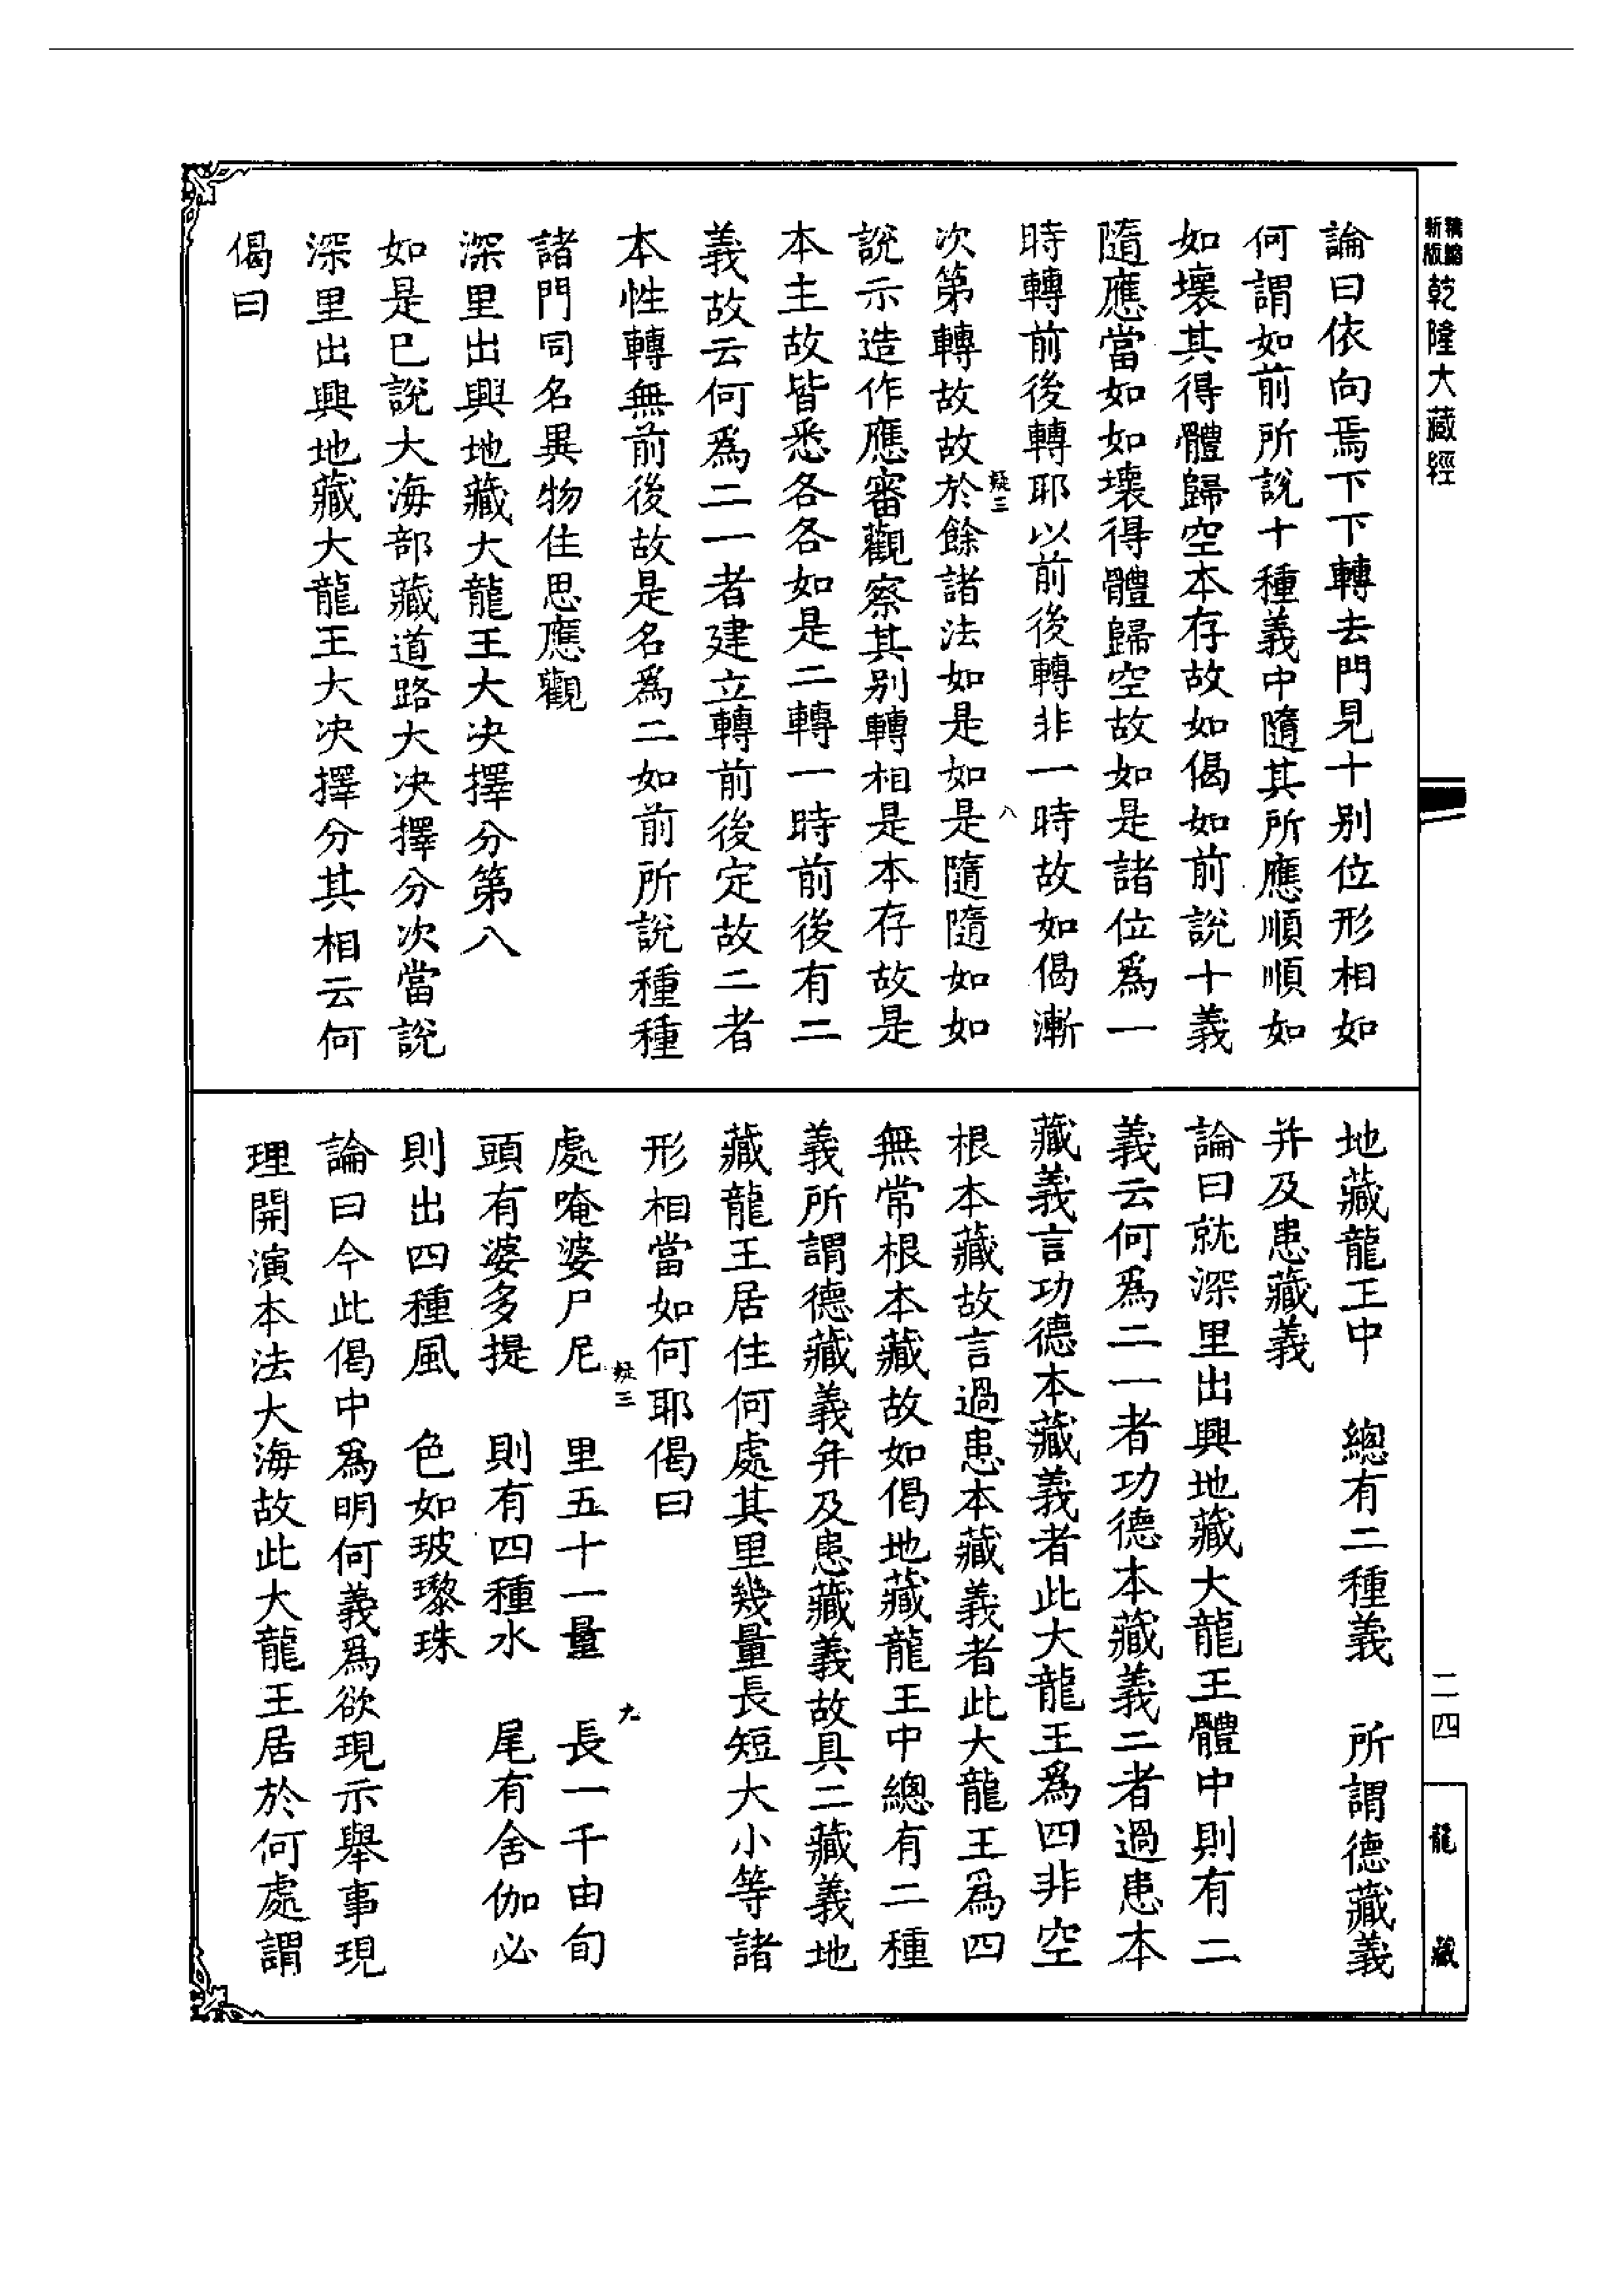 精縮新版乾隆大藏經
論曰依向焉下下轉去門見十别位形相如
何謂如前所說十種義中隨其所應順順如
如壞其得體歸空本存故如偈如前說十義
隨應當如如壞得體歸空故如是諸位爲一
時轉前後轉耶以前後轉非一時故如偈漸
疑三 八
次第轉故故於餘諸法如是如是隨隨如如
說示造作應審觀察其别轉相是本存故是
本主故皆悉各各如是二轉一時前後有二
義故云何爲二一者建立轉前後定故二者
本性轉無前後故是名爲二如前所說種種
諸門同名異物住思應觀
深里出興地藏大龍王大决擇分第八
如是已說大海部藏道路大决擇分次當說
深里出興地藏大龍王大决擇分其相云何
偈曰
二四
龍藏
地藏龍王中 總有二種義 所謂德藏義
并及患藏義
論曰就深里出興地藏大龍王體中則有二
義云何爲二一者功德本藏義二者過患本
藏義言功德本藏義者此大龍王爲四非空
根本藏故言過患本藏義者此大龍王爲四
無常根本藏故如偈地藏龍王中總有二種
義所謂德藏義并及患藏義故具二藏義地
藏龍王居住何處其里幾量長短大小等諸
形相當如何耶偈曰
疑三 九
處唵婆尸尼 里五十一量 長一千由旬
頭有婆多提 則有四種水 尾有舍伽必
則出四種風 色如玻瓈珠
論曰今此偈中爲明何義爲欲現示舉事現
理開演本法大海故此大龍王居於何處謂